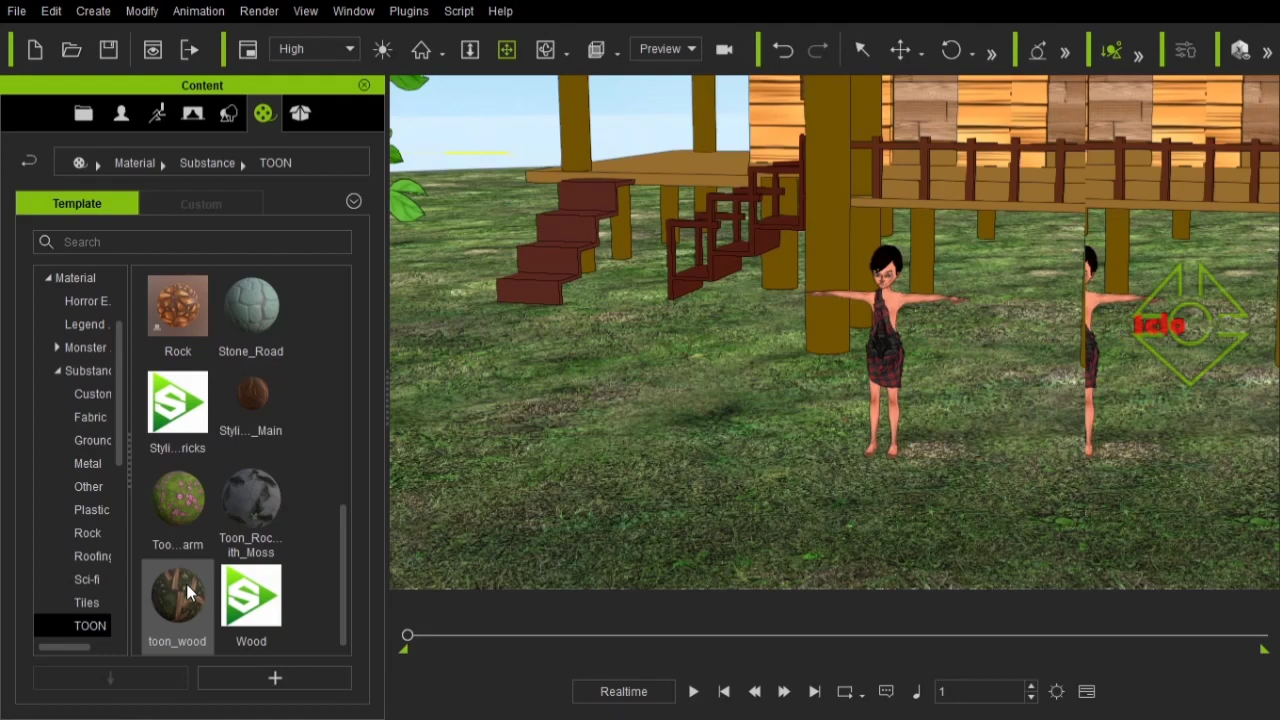 File Edit Create Modify Animation Render View Window Plugins Script Help
High
Preview
Content
Material Substance TOON
Template Custom
Search
Material
Horror E.
Legend .
Monster
Substanc
Custon
Fabric
Ground
Metal
Other
Plastic
Rock
Roofing
Sci-fi
Tiles
TOON
Rock Stone_Road
Styli...ricks Styli..._Main
Too...arm Toon_Roc...
ith_Moss
toon_wood Wood
Realtime 1